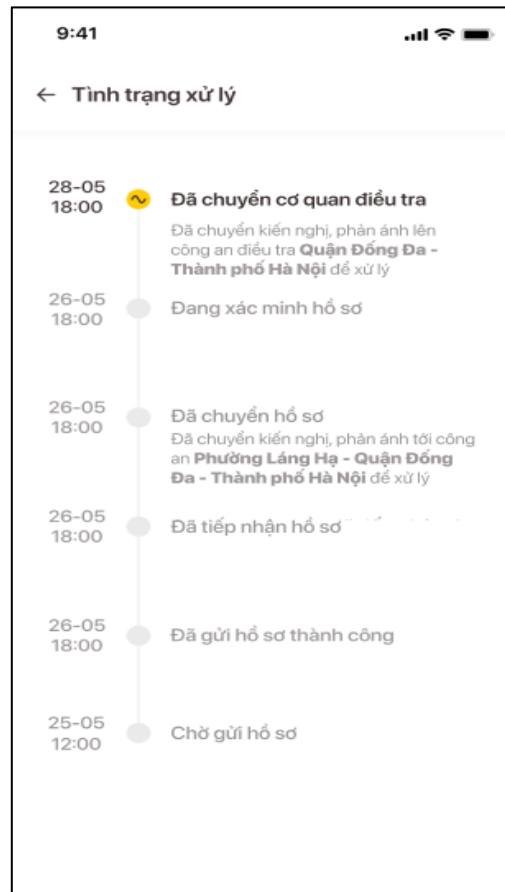 9:41
← Tình trạng xử lý
28-05
18:00
Đã chuyển cơ quan điều tra
Đã chuyển kiến nghị, phản ánh lên
công an điều tra Quận Đống Đa -
Thành phố Hà Nội để xử lý
26-05
18:00
Đang xác minh hồ sơ
26-05
18:00
Đã chuyển hồ sơ
Đã chuyển kiến nghị, phản ánh tới công
an Phường Láng Hạ - Quận Đống
Đa - Thành phố Hà Nội để xử lý
26-05
18:00
Đã tiếp nhận hồ sơ
26-05
18:00
Đã gửi hồ sơ thành công
25-05
12:00
Chờ gửi hồ sơ